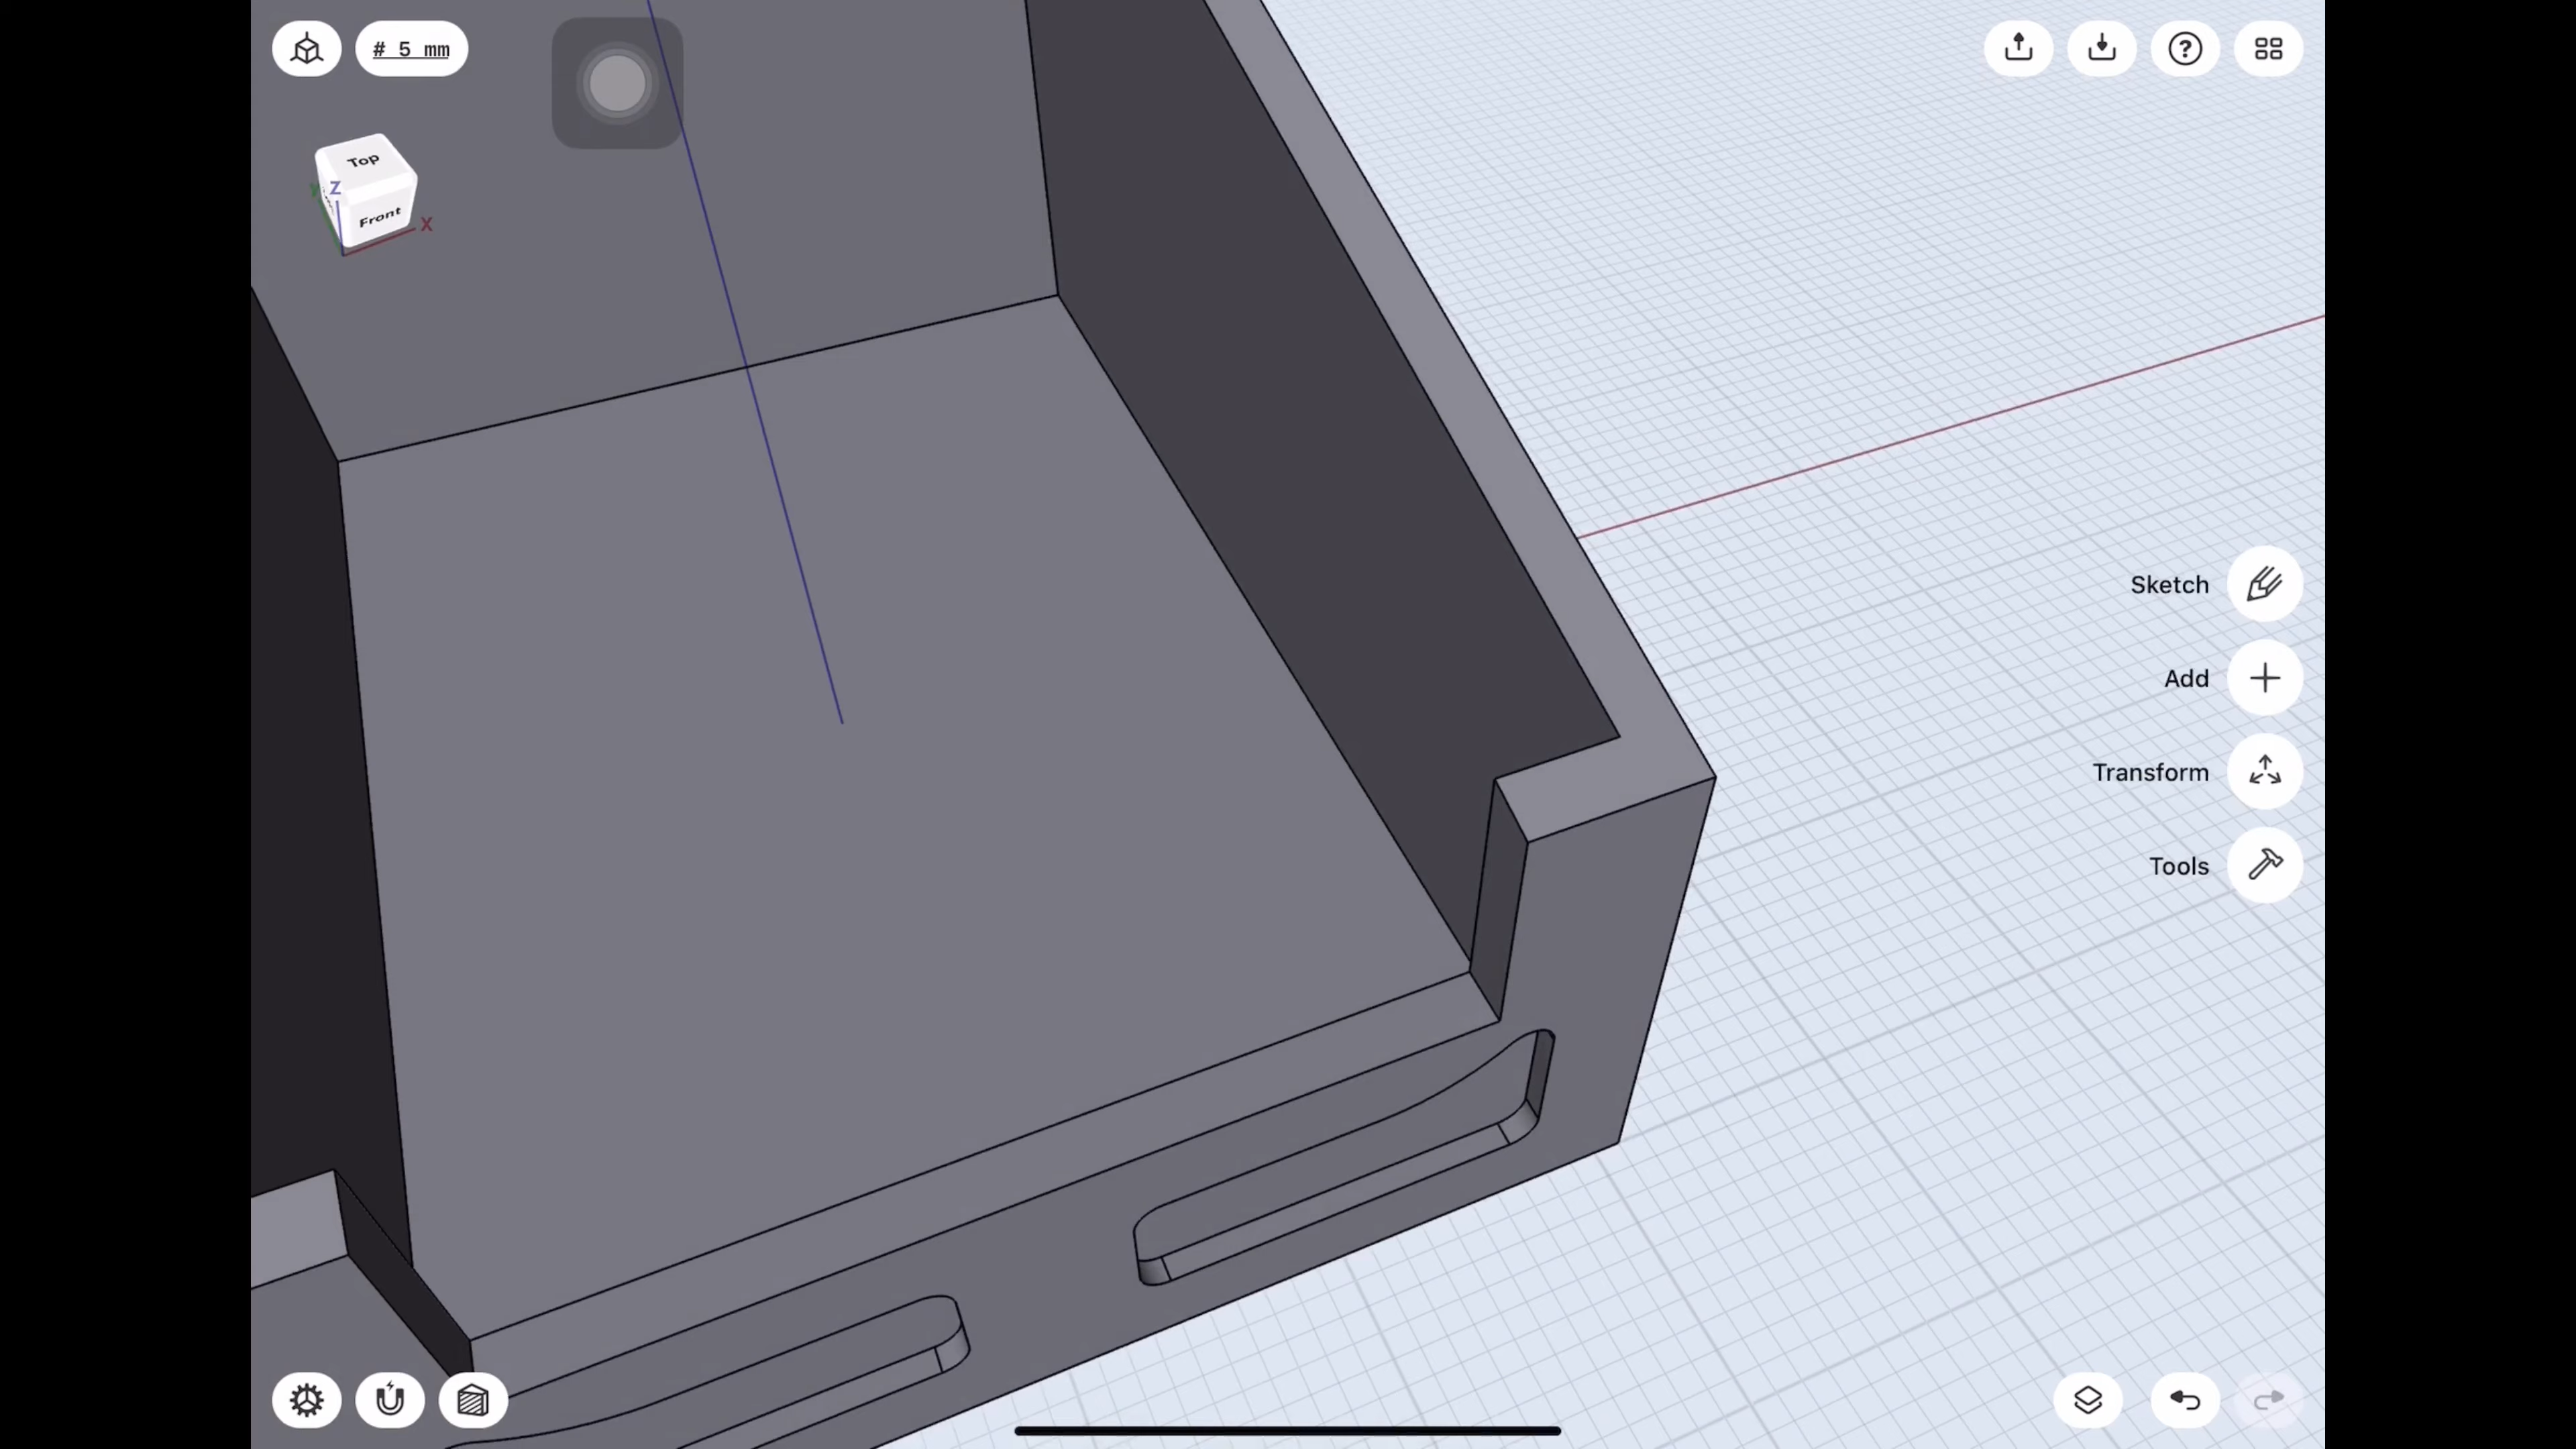 # 5 mm
Top
Z
Y
Front
X
?
Sketch
Add
Transform
Tools